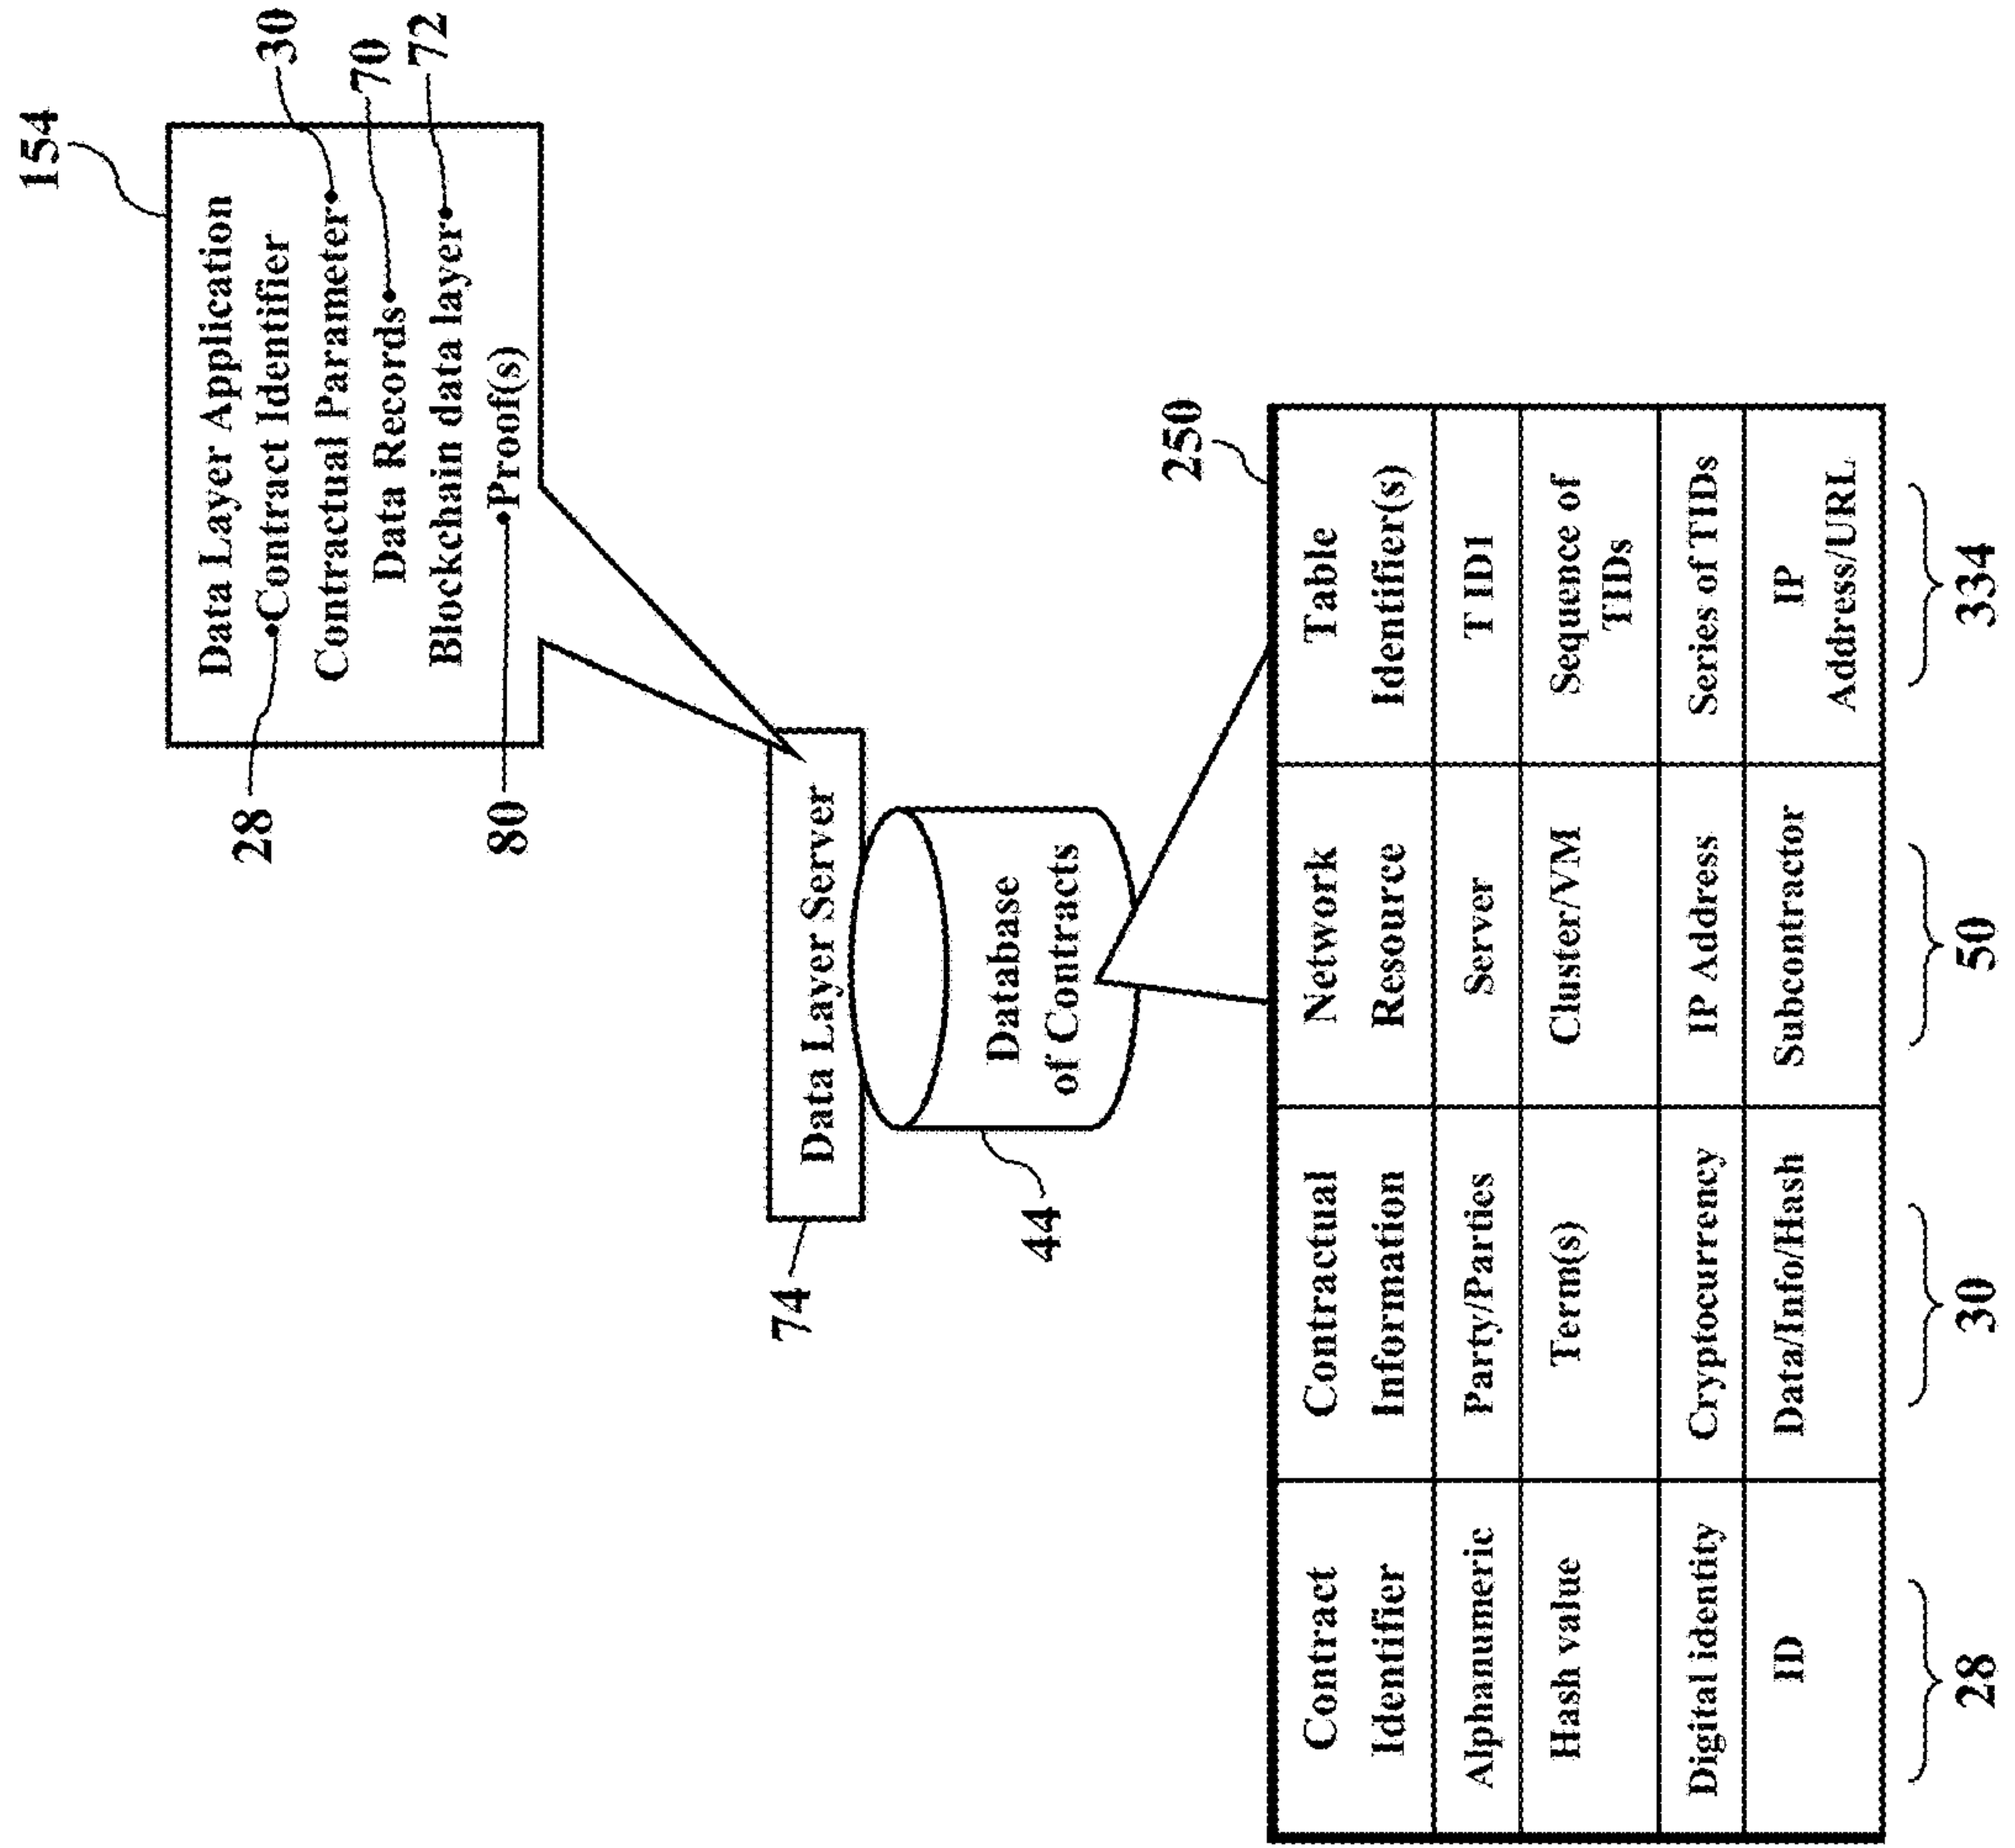 154
Data Layer Application
28
Contract Identifier
Contractual Parameter
30
Data Records
70
Blockchain data layer
72
80
Proof(s)
74
Data Layer Server
44
Database
of Contracts
250
Contract Identifier
Contractual Information
Network Resource
Table Identifier(s)
Alphanumeric
Party/Parties
Server
T ID1
Hash value
Term(s)
Cluster/VM
Sequence of TIDs
Digital identity
Cryptocurrency
IP Address
Series of TIDs
ID
Data/Info/Hash
Subcontractor
IP Address/URL
28
30
50
334